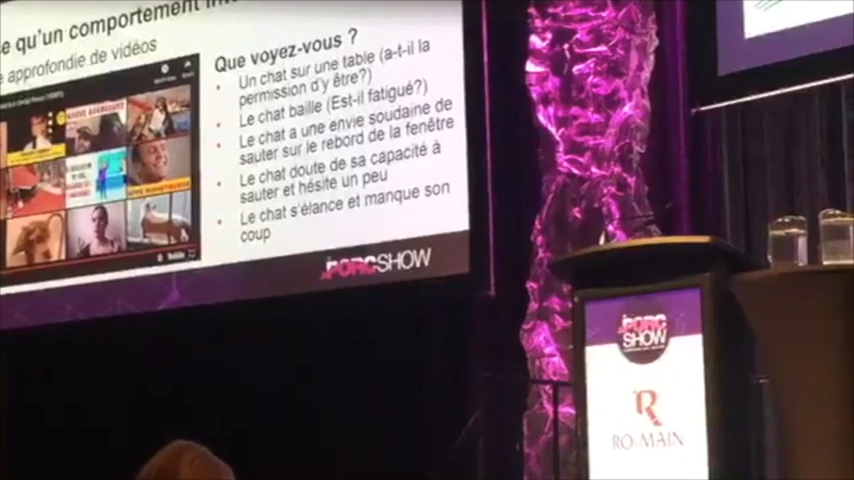 e qu'un comportement
approfondie de vidéos
Que voyez-vous ?
• Un chat sur une table (a-t-il la
permission d'y être?)
• Le chat baille (Est-il fatigué?)
• Le chat a une envie soudaine de
sauter sur le rebord de la fenêtre
• Le chat doute de sa capacité à
sauter et hésite un peu
• Le chat s'élance et manque son
coup
PORCSHOW
PORC
SHOW
R
RO-MAIN